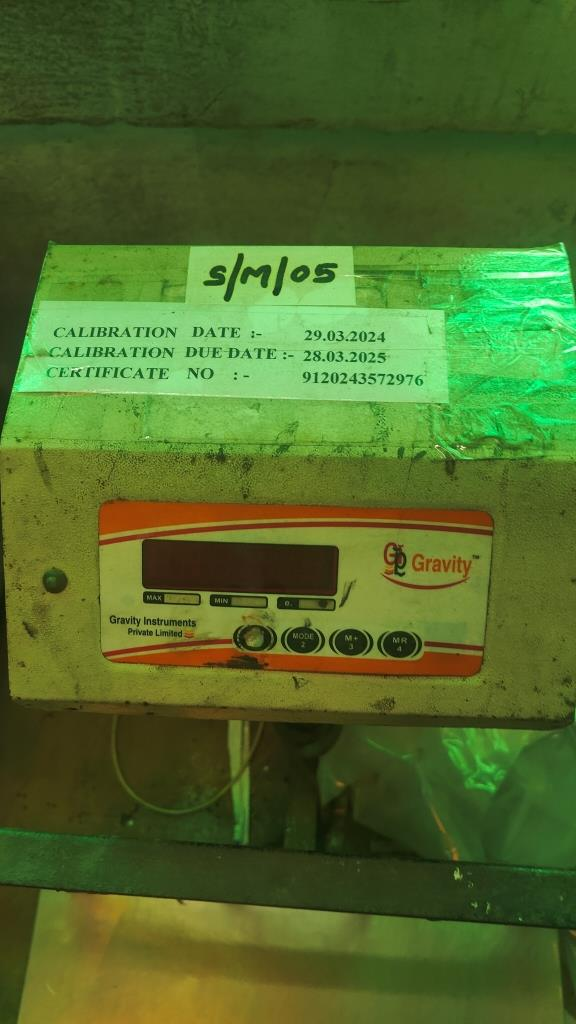 S/M/05
CALIBRATION DATE :- 29.03.2024
CALIBRATION DUE DATE :- 28.03.2025
CERTIFICATE NO : - 9120243572976
Gravity™
MAX MIN e.
Gravity Instruments
Private Limited
MODE 2
M+ 3
MR 4